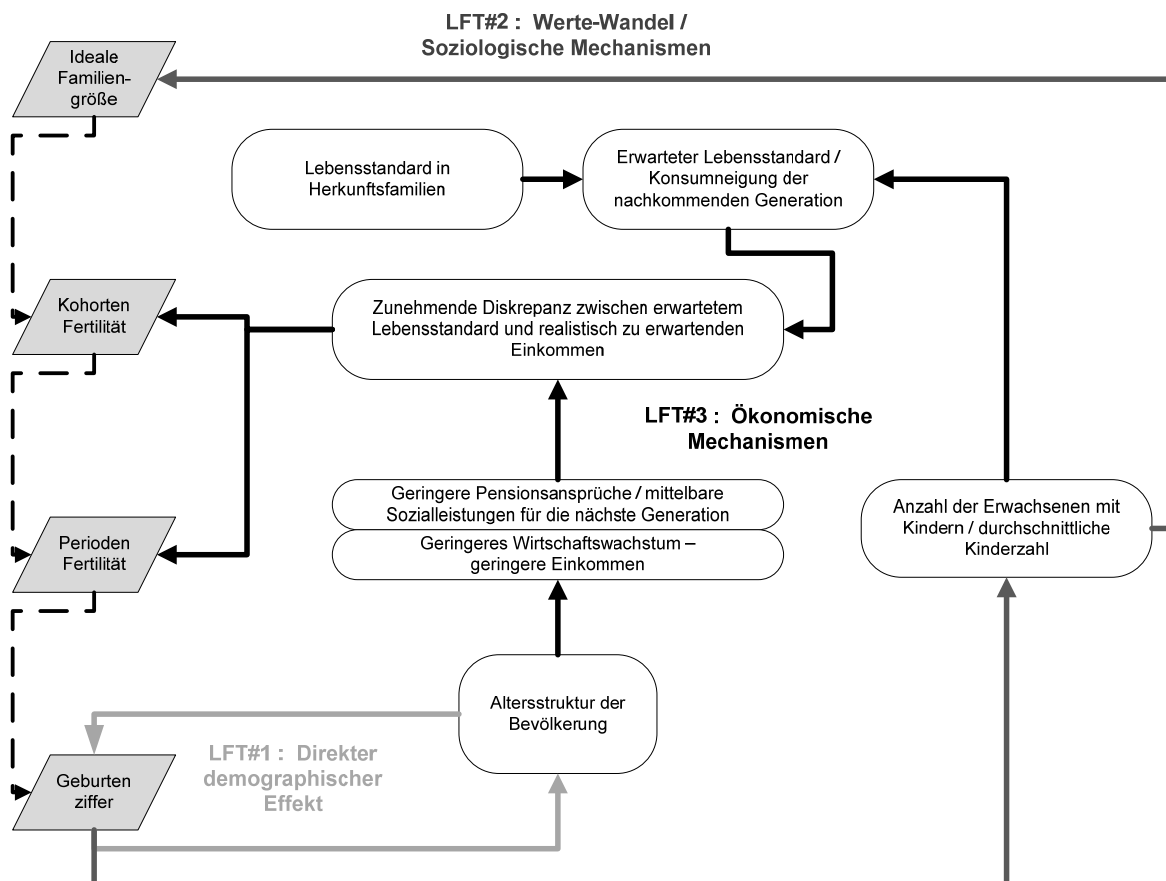 LFT#2 : Werte-Wandel /
Soziologische Mechanismen
Ideale
Familien-
größe
Lebensstandard in
Herkunftsfamilien
Erwarteter Lebensstandard /
Konsumneigung der
nachkommenden Generation
Kohorten
Fertilität
Zunehmende Diskrepanz zwischen erwartetem
Lebensstandard und realistisch zu erwartenden
Einkommen
LFT#3 : Ökonomische
Mechanismen
Geringere Pensionsansprüche / mittelbare
Sozialleistungen für die nächste Generation
Geringeres Wirtschaftswachstum –
geringere Einkommen
Anzahl der Erwachsenen mit
Kindern / durchschnittliche
Kinderzahl
Perioden
Fertilität
Altersstruktur der
Bevölkerung
LFT#1 : Direkter
demographischer
Effekt
Geburten
ziffer